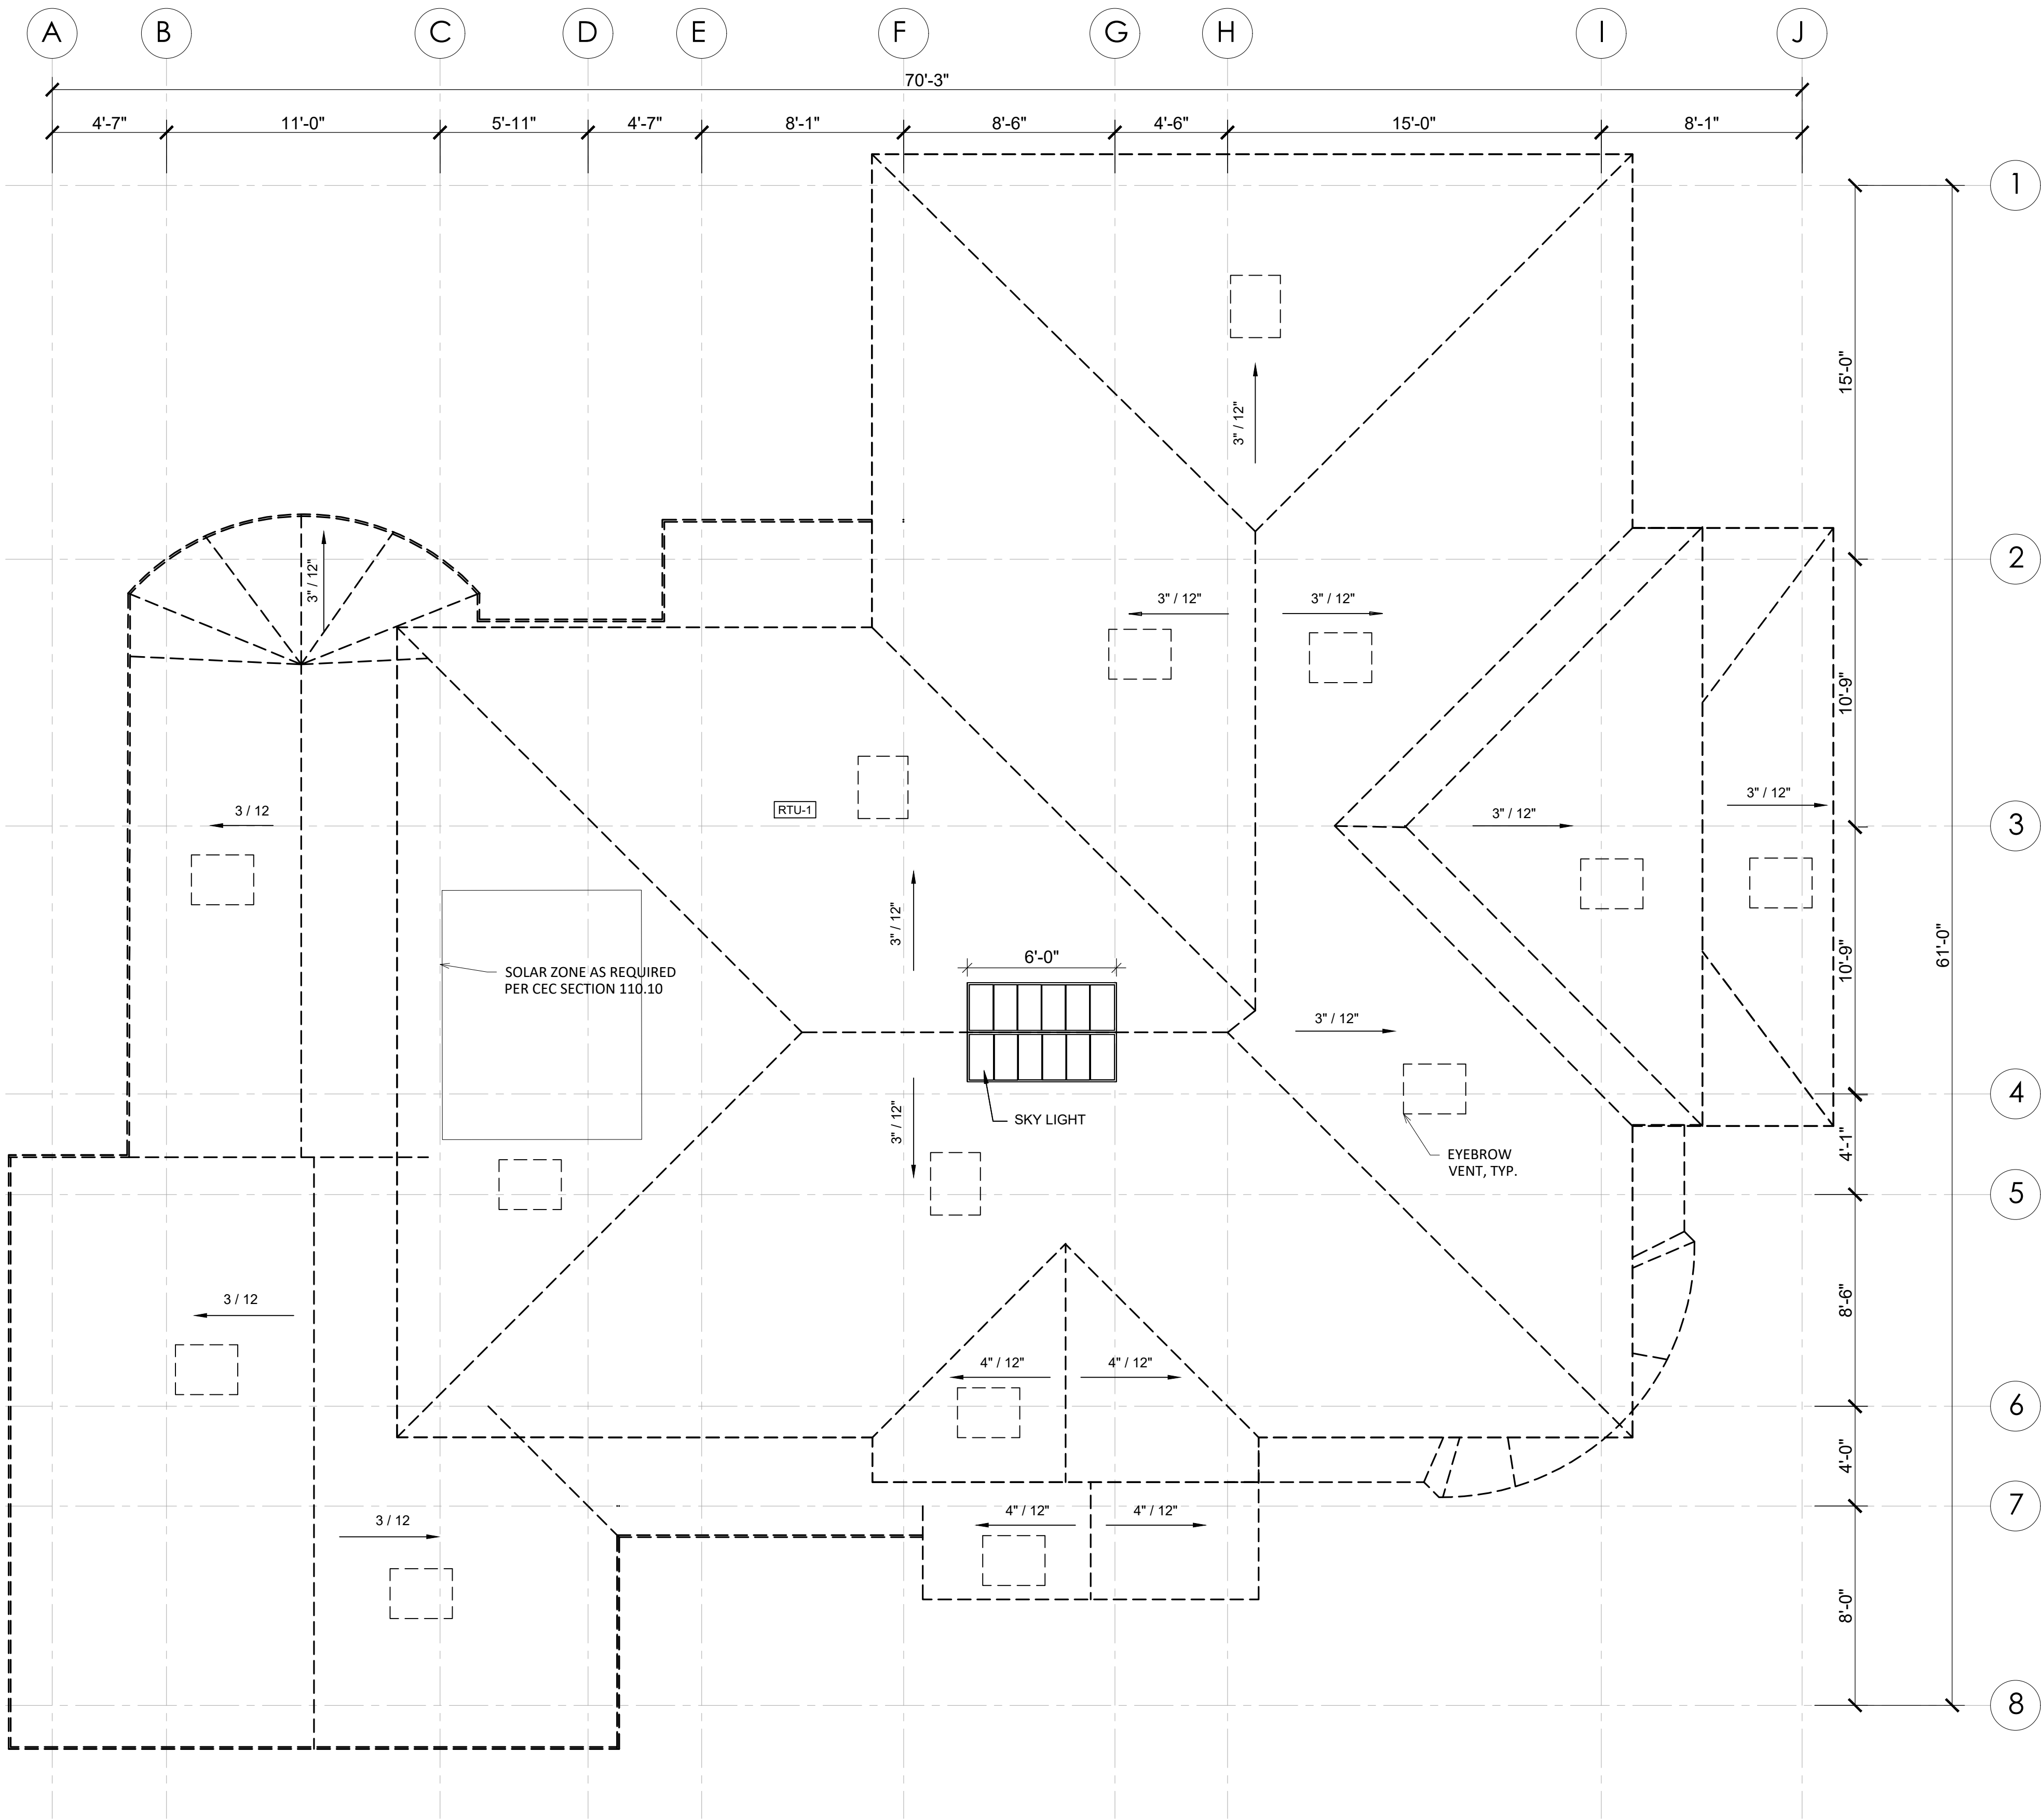 A B C D E F G H I J
70'-3"
4'-7" 11'-0" 5'-11" 4'-7" 8'-1" 8'-6" 4'-6" 15'-0" 8'-1"
1
15'-0"
3" / 12"
2
3" / 12"
3" / 12" 3" / 12"
10'-9"
3 / 12
RTU-1
3" / 12"
3" / 12"
3
3" / 12"
10'-9"
61'-0"
6'-0"
SOLAR ZONE AS REQUIRED
PER CEC SECTION 110.10
3" / 12"
4
3" / 12"
SKY LIGHT
4'-1"
EYEBROW
VENT, TYP.
5
3 / 12
8'-6"
4" / 12" 4" / 12"
6
4'-0"
4" / 12" 4" / 12"
7
3 / 12
8'-0"
8